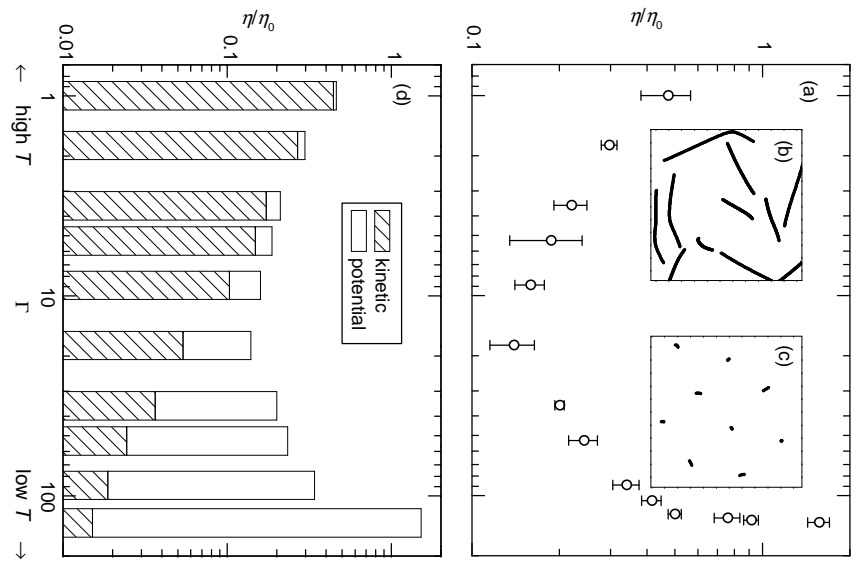 (a)
η/η0
1
0.1
(b)
(c)
(d)
η/η0
1
0.1
0.01
kinetic
potential
1
10
100
← high T
Γ
low T →